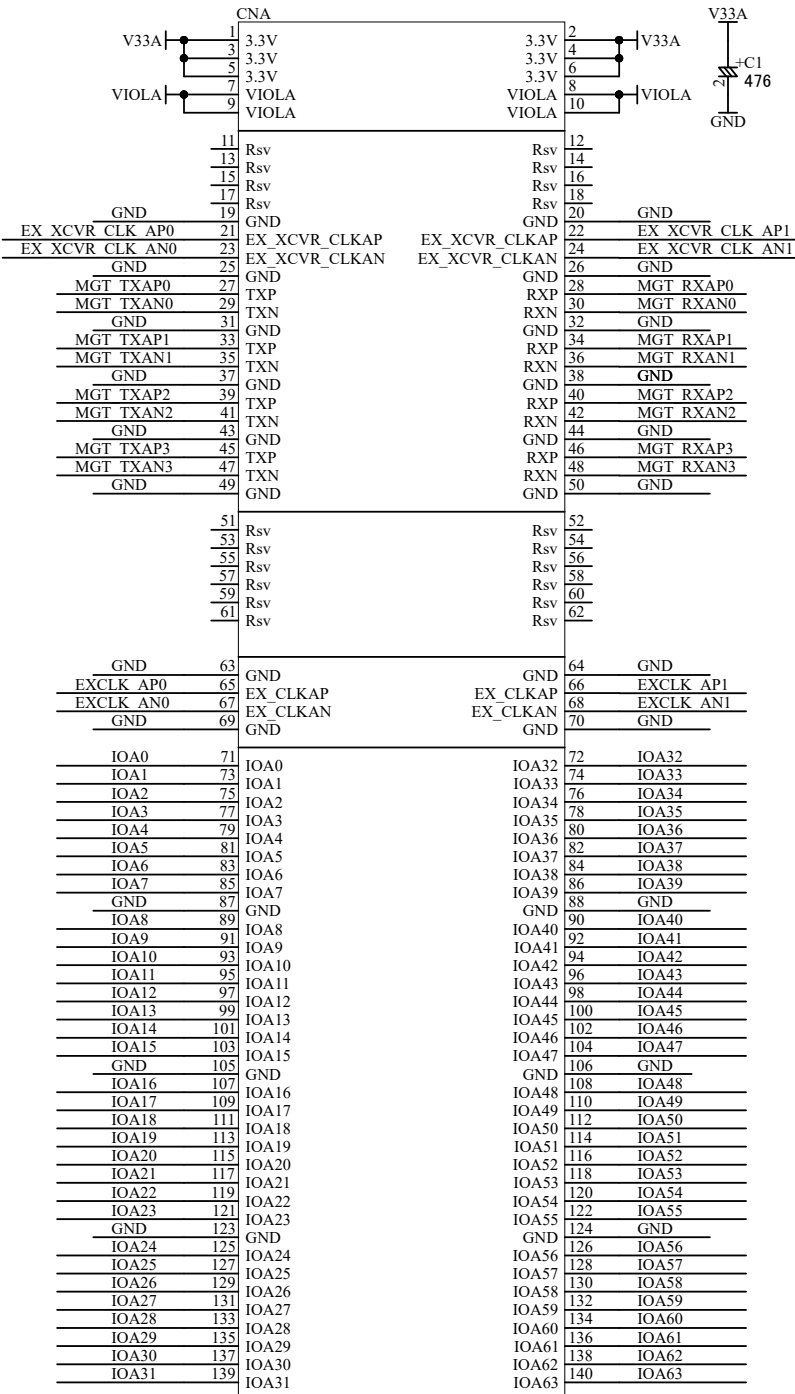 CNA V33A
1 2
V33A 3.3V 3.3V V33A
3 4
3.3V 3.3V
5 6
3.3V 3.3V +C1
7 8
VIOLA VIOLA VIOLA VIOLA 2 476
9 10
VIOLA VIOLA
GND
11 Rsv Rsv 12
13 Rsv Rsv 14
15 Rsv Rsv 16
17 Rsv Rsv 18
GND 19 GND GND 20 GND
EX_XCVR_CLK_AP0 21 EX_XCVR_CLKAP EX_XCVR_CLKAP 22 EX_XCVR_CLK_AP1
EX_XCVR_CLK_AN0 23 EX_XCVR_CLKAN EX_XCVR_CLKAN 24 EX_XCVR_CLK_AN1
GND 25 GND GND 26 GND
MGT_TXAP0 27 TXP RXP 28 MGT_RXAP0
MGT_TXAN0 29 TXN RXN 30 MGT_RXAN0
GND 31 GND GND 32 GND
MGT_TXAP1 33 TXP RXP 34 MGT_RXAP1
MGT_TXAN1 35 TXN RXN 36 MGT_RXAN1
GND 37 GND GND 38 GND
MGT_TXAP2 39 TXP RXP 40 MGT_RXAP2
MGT_TXAN2 41 TXN RXN 42 MGT_RXAN2
GND 43 GND GND 44 GND
MGT_TXAP3 45 TXP RXP 46 MGT_RXAP3
MGT_TXAN3 47 TXN RXN 48 MGT_RXAN3
GND 49 GND GND 50 GND
51 Rsv Rsv 52
53 Rsv Rsv 54
55 Rsv Rsv 56
57 Rsv Rsv 58
59 Rsv Rsv 60
61 Rsv Rsv 62
GND 63 GND GND 64 GND
EXCLK_AP0 65 EX_CLKAP EX_CLKAP 66 EXCLK_AP1
EXCLK_AN0 67 EX_CLKAN EX_CLKAN 68 EXCLK_AN1
GND 69 GND GND 70 GND
IOA0 71 IOA0 IOA32 72 IOA32
IOA1 73 IOA1 IOA33 74 IOA33
IOA2 75 IOA2 IOA34 76 IOA34
IOA3 77 IOA3 IOA35 78 IOA35
IOA4 79 IOA4 IOA36 80 IOA36
IOA5 81 IOA5 IOA37 82 IOA37
IOA6 83 IOA6 IOA38 84 IOA38
IOA7 85 IOA7 IOA39 86 IOA39
GND 87 GND GND 88 GND
IOA8 89 IOA8 IOA40 90 IOA40
IOA9 91 IOA9 IOA41 92 IOA41
IOA10 93 IOA10 IOA42 94 IOA42
IOA11 95 IOA11 IOA43 96 IOA43
IOA12 97 IOA12 IOA44 98 IOA44
IOA13 99 IOA13 IOA45 100 IOA45
IOA14 101 IOA14 IOA46 102 IOA46
IOA15 103 IOA15 IOA47 104 IOA47
GND 105 GND GND 106 GND
IOA16 107 IOA16 IOA48 108 IOA48
IOA17 109 IOA17 IOA49 110 IOA49
IOA18 111 IOA18 IOA50 112 IOA50
IOA19 113 IOA19 IOA51 114 IOA51
IOA20 115 IOA20 IOA52 116 IOA52
IOA21 117 IOA21 IOA53 118 IOA53
IOA22 119 IOA22 IOA54 120 IOA54
IOA23 121 IOA23 IOA55 122 IOA55
GND 123 GND GND 124 GND
IOA24 125 IOA24 IOA56 126 IOA56
IOA25 127 IOA25 IOA57 128 IOA57
IOA26 129 IOA26 IOA58 130 IOA58
IOA27 131 IOA27 IOA59 132 IOA59
IOA28 133 IOA28 IOA60 134 IOA60
IOA29 135 IOA29 IOA61 136 IOA61
IOA30 137 IOA30 IOA62 138 IOA62
IOA31 139 IOA31 IOA63 140 IOA63